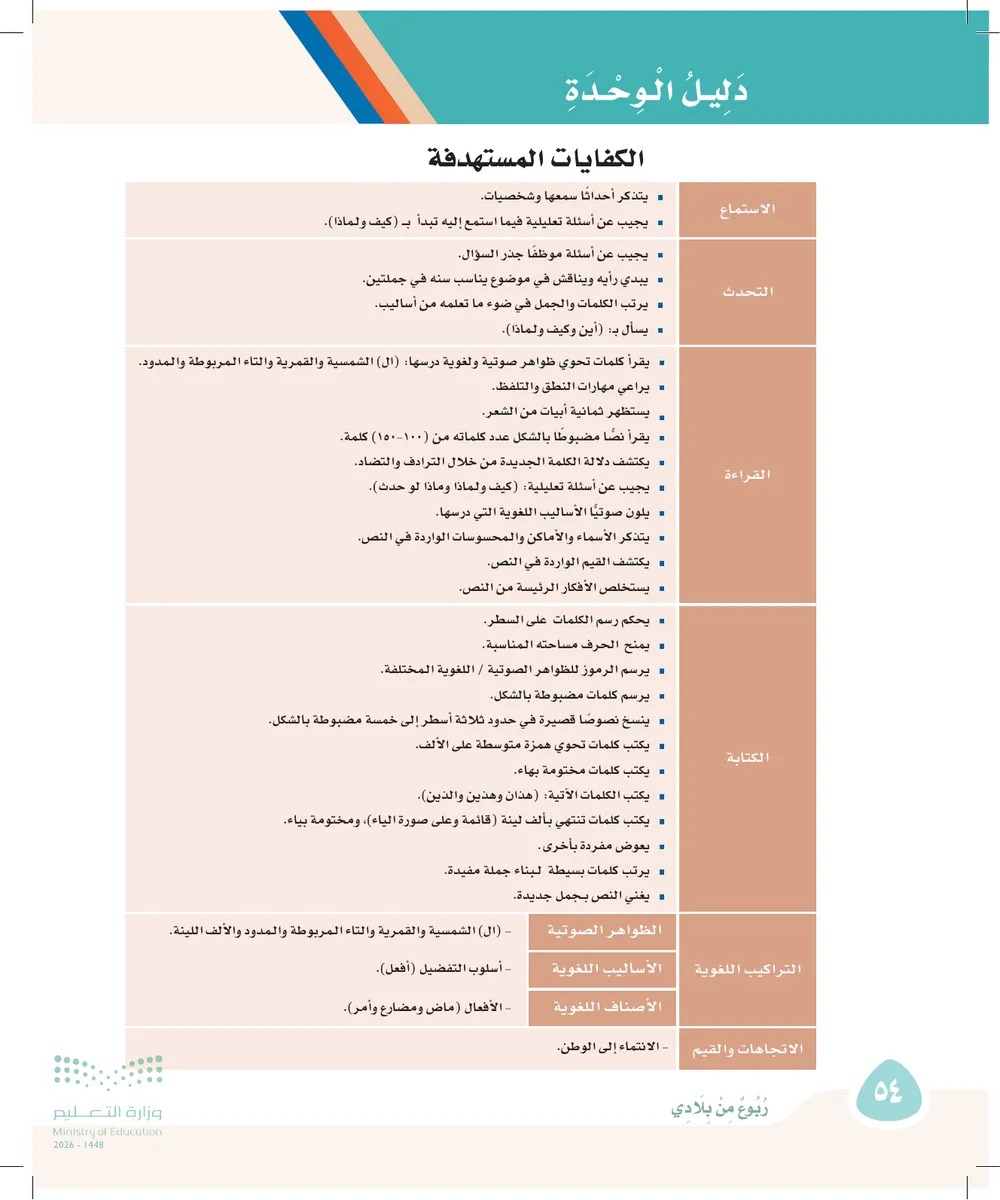 دَلِيلُ الْوِحْدَةِ
الكفايات المستهدفة
الاستماع
▪ يتذكر أحداثًا سمعها وشخصيات.
▪ يجيب عن أسئلة تعليلية فيما استمع إليه تبدأ بـ (كيف ولماذا).
التحدث
▪ يجيب عن أسئلة موظفًا جذر السؤال.
▪ يبدي رأيه ويناقش في موضوع يناسب سنه في جملتين.
▪ يرتب الكلمات والجمل في ضوء ما تعلمه من أساليب.
▪ يسأل بـ: (أين وكيف ولماذا).
القراءة
▪ يقرأ كلمات تحوي ظواهر صوتية ولغوية درسها: (ال) الشمسية والقمرية والتاء المربوطة والمدود.
▪ يراعي مهارات النطق والتلفظ.
▪ يستظهر ثمانية أبيات من الشعر.
▪ يقرأ نصًّا مضبوطًا بالشكل عدد كلماته من (١٠٠-١٥٠) كلمة.
▪ يكتشف دلالة الكلمة الجديدة من خلال الترادف والتضاد.
▪ يجيب عن أسئلة تعليلية: (كيف ولماذا وماذا لو حدث).
▪ يلون صوتيًّا الأساليب اللغوية التي درسها.
▪ يتذكر الأسماء والأماكن والمحسوسات الواردة في النص.
▪ يكتشف القيم الواردة في النص.
▪ يستخلص الأفكار الرئيسة من النص.
الكتابة
▪ يحكم رسم الكلمات على السطر.
▪ يمنح الحرف مساحته المناسبة.
▪ يرسم الرموز للظواهر الصوتية / اللغوية المختلفة.
▪ يرسم كلمات مضبوطة بالشكل.
▪ ينسخ نصوصًا قصيرة في حدود ثلاثة أسطر إلى خمسة مضبوطة بالشكل.
▪ يكتب كلمات تحوي همزة متوسطة على الألف.
▪ يكتب كلمات مختومة بهاء.
▪ يكتب الكلمات الآتية: (هذان وهذين والذين).
▪ يكتب كلمات تنتهي بألف لينة (قائمة وعلى صورة الياء)، ومختومة بياء.
▪ يعوض مفردة بأخرى.
▪ يرتب كلمات بسيطة لبناء جملة مفيدة.
▪ يغني النص بجمل جديدة.
التراكيب اللغوية
الظواهر الصوتية
- (ال) الشمسية والقمرية والتاء المربوطة والمدود والألف اللينة.
الأساليب اللغوية
- أسلوب التفضيل (أفعل).
الأصناف اللغوية
- الأفعال (ماض ومضارع وأمر).
الاتجاهات والقيم
- الانتماء إلى الوطن.
رُبُوعٌ مِنْ بِلَادِي
٥٤
وزارة التعليم
Ministry of Education
2026 - 1448